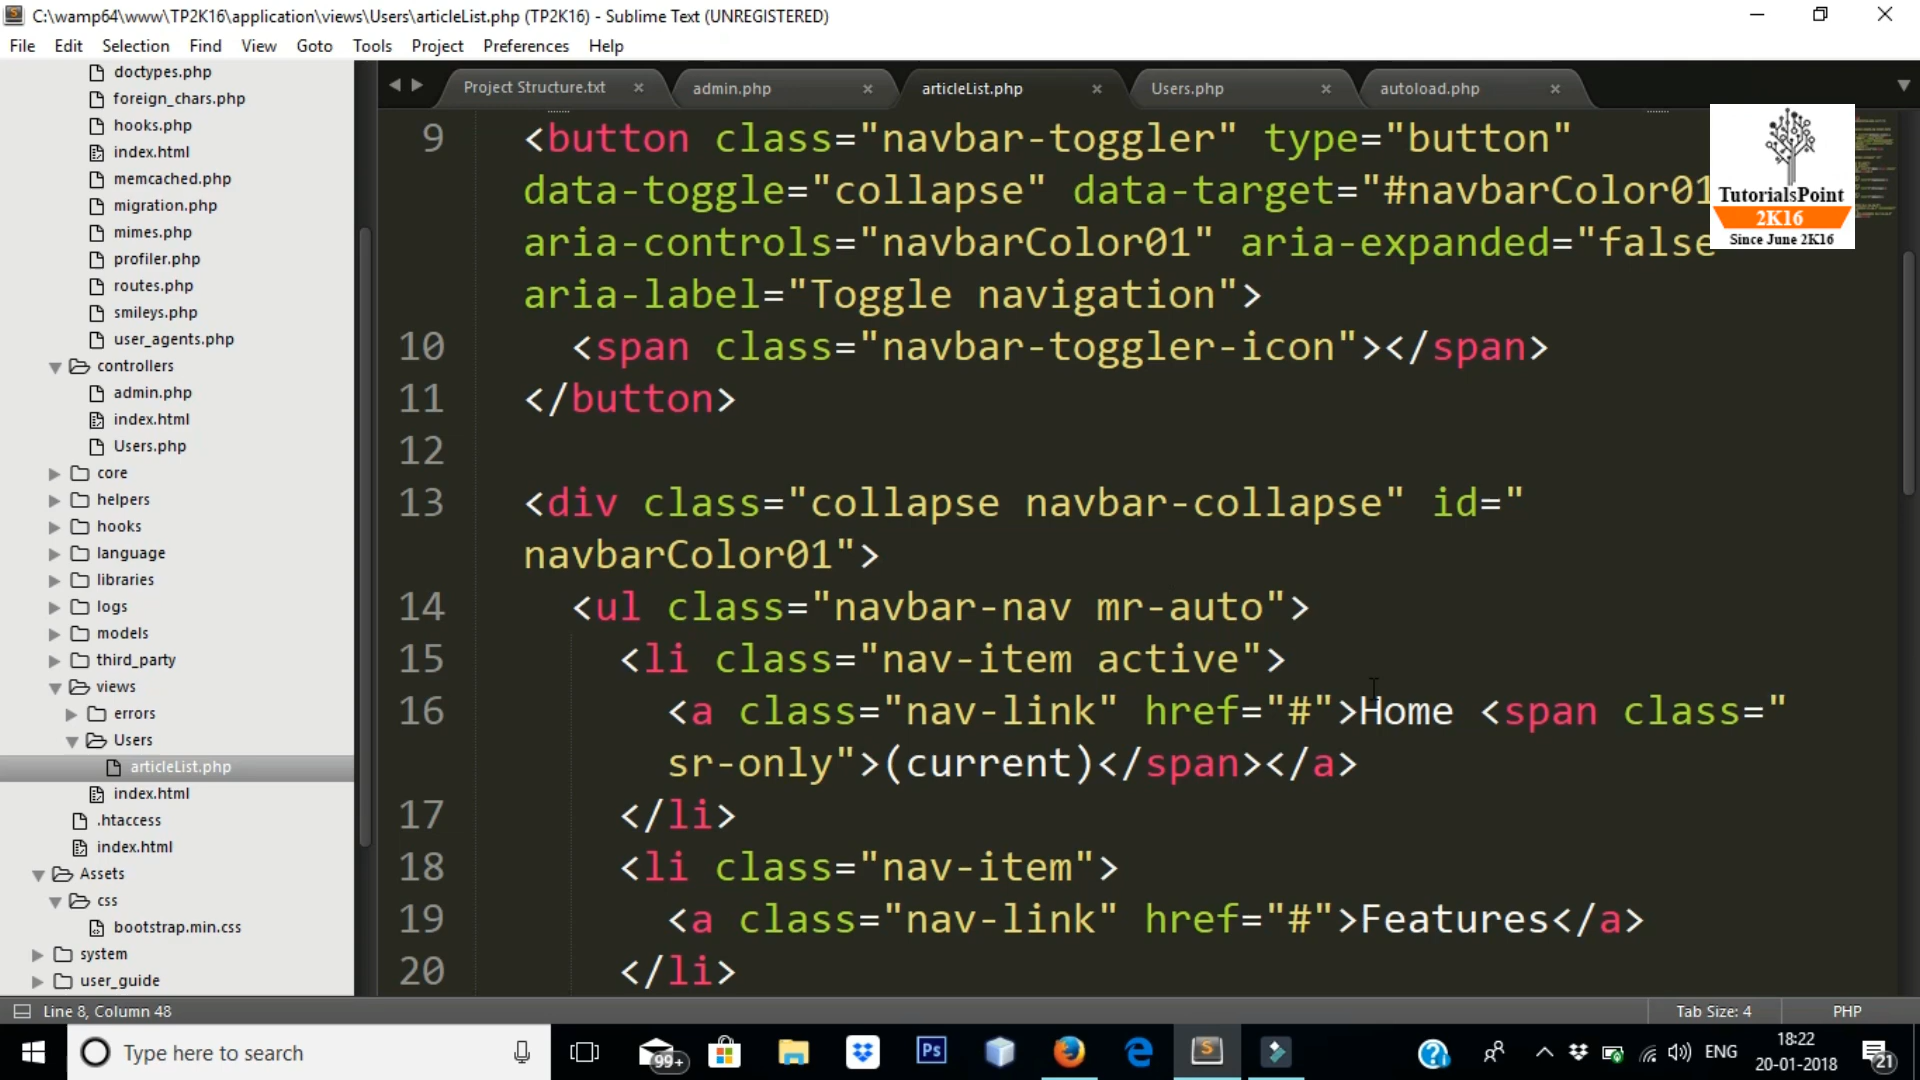 C:\wamp64\www\TP2K16\application\views\Users\articleList.php (TP2K16) - Sublime Text (UNREGISTERED)
File Edit Selection Find View Goto Tools Project Preferences Help
doctypes.php
foreign_chars.php
hooks.php
index.html
memcached.php
migration.php
mimes.php
profiler.php
routes.php
smileys.php
user_agents.php
controllers
admin.php
index.html
Users.php
core
helpers
hooks
language
libraries
logs
models
third_party
views
errors
Users
articleList.php
index.html
.htaccess
index.html
Assets
css
bootstrap.min.css
system
user_guide
Project Structure.txt × admin.php × articleList.php × Users.php × autoload.php ×
9 <button class="navbar-toggler" type="button"
data-toggle="collapse" data-target="#navbarColor01
aria-controls="navbarColor01" aria-expanded="false
aria-label="Toggle navigation">
10 <span class="navbar-toggler-icon"></span>
11 </button>
12
13 <div class="collapse navbar-collapse" id="
navbarColor01">
14 <ul class="navbar-nav mr-auto">
15 <li class="nav-item active">
16 <a class="nav-link" href="#">Home <span class="
sr-only">(current)</span></a>
17 </li>
18 <li class="nav-item">
19 <a class="nav-link" href="#">Features</a>
20 </li>
TutorialsPoint
2K16
Since June 2K16
Line 8, Column 48 Tab Size: 4 PHP
Type here to search
99+
Ps
S
ENG
18:22
20-01-2018
21